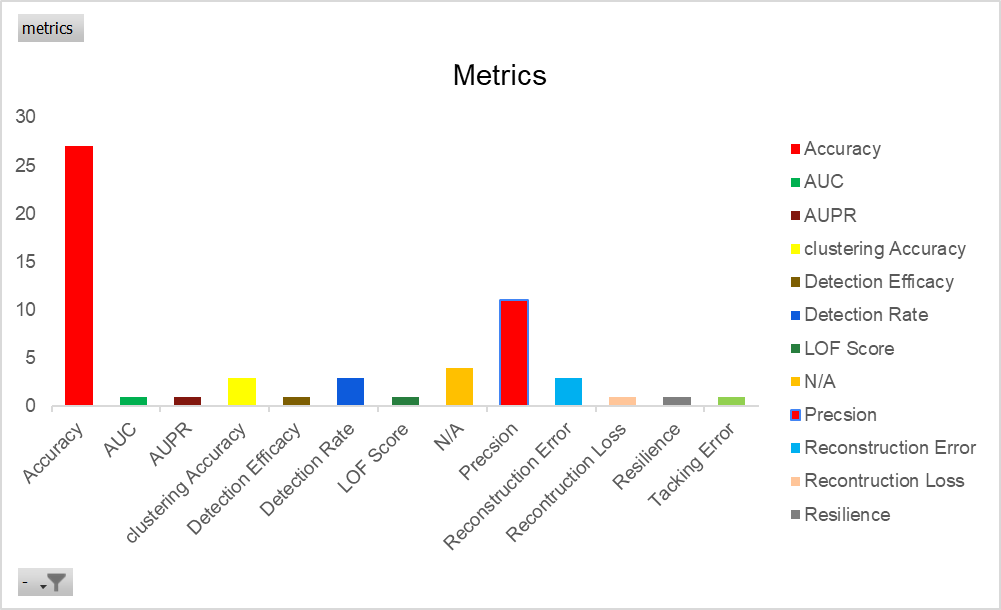 metrics
Metrics
30
25
20
15
10
5
0
Accuracy
AUC
AUPR
clustering Accuracy
Detection Efficacy
Detection Rate
LOF Score
N/A
Precsion
Reconstruction Error
Recontruction Loss
Resilience
Tacking Error
Accuracy
AUC
AUPR
clustering Accuracy
Detection Efficacy
Detection Rate
LOF Score
N/A
Precsion
Reconstruction Error
Recontruction Loss
Resilience
-